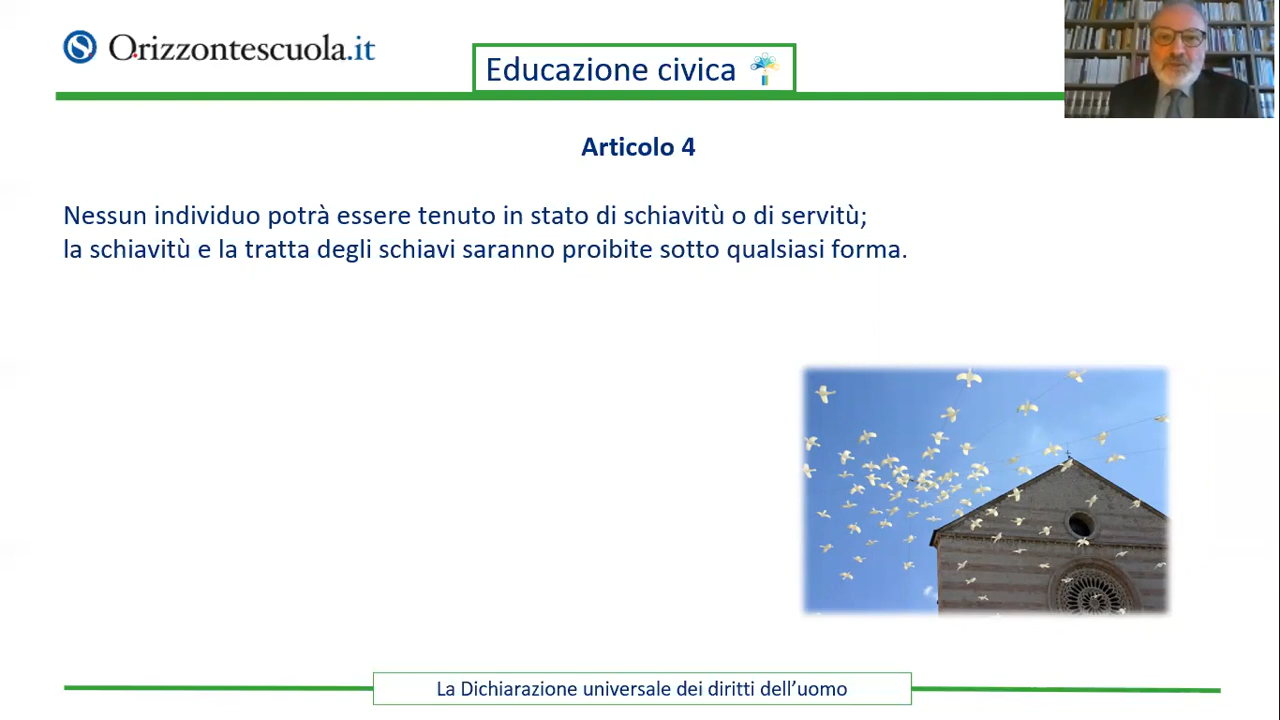 Orizzontescuola.it
Educazione civica
Articolo 4
Nessun individuo potrà essere tenuto in stato di schiavitù o di servitù;
la schiavitù e la tratta degli schiavi saranno proibite sotto qualsiasi forma.
La Dichiarazione universale dei diritti dell’uomo